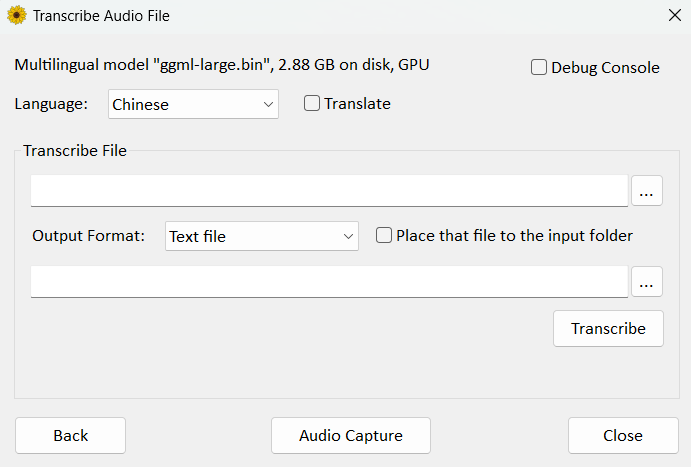 Transcribe Audio File
Multilingual model "ggml-large.bin", 2.88 GB on disk, GPU
Debug Console
Language: Chinese Translate
Transcribe File
...
Output Format: Text file Place that file to the input folder
...
Transcribe
Back Audio Capture Close